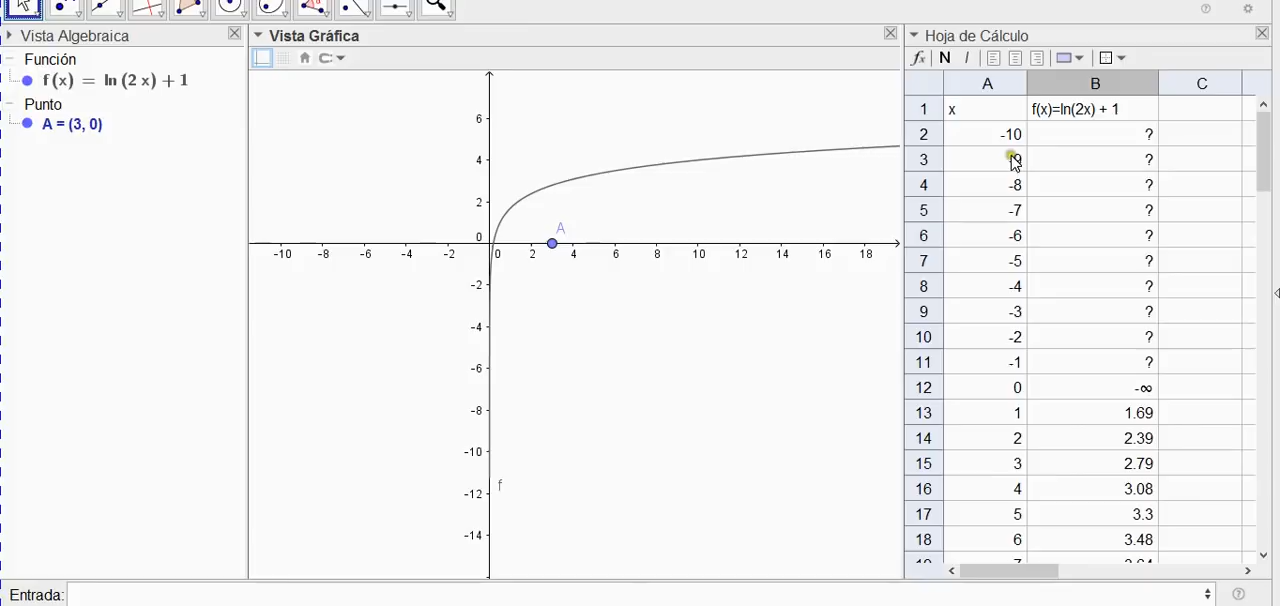 Vista Algebraica
Función
f(x) = ln (2 x) + 1
Punto
A = (3, 0)
Vista Gráfica
6
4
2
0
-2
-4
-6
-8
-10
-12
-14
-10 -8 -6 -4 -2 0 2 4 6 8 10 12 14 16 18
A
f
Hoja de Cálculo
fx N I
A B C
1 x f(x)=ln(2x) + 1
2 -10 ?
3 ?
4 -8 ?
5 -7 ?
6 -6 ?
7 -5 ?
8 -4 ?
9 -3 ?
10 -2 ?
11 -1 ?
12 0 -∞
13 1 1.69
14 2 2.39
15 3 2.79
16 4 3.08
17 5 3.3
18 6 3.48
Entrada: